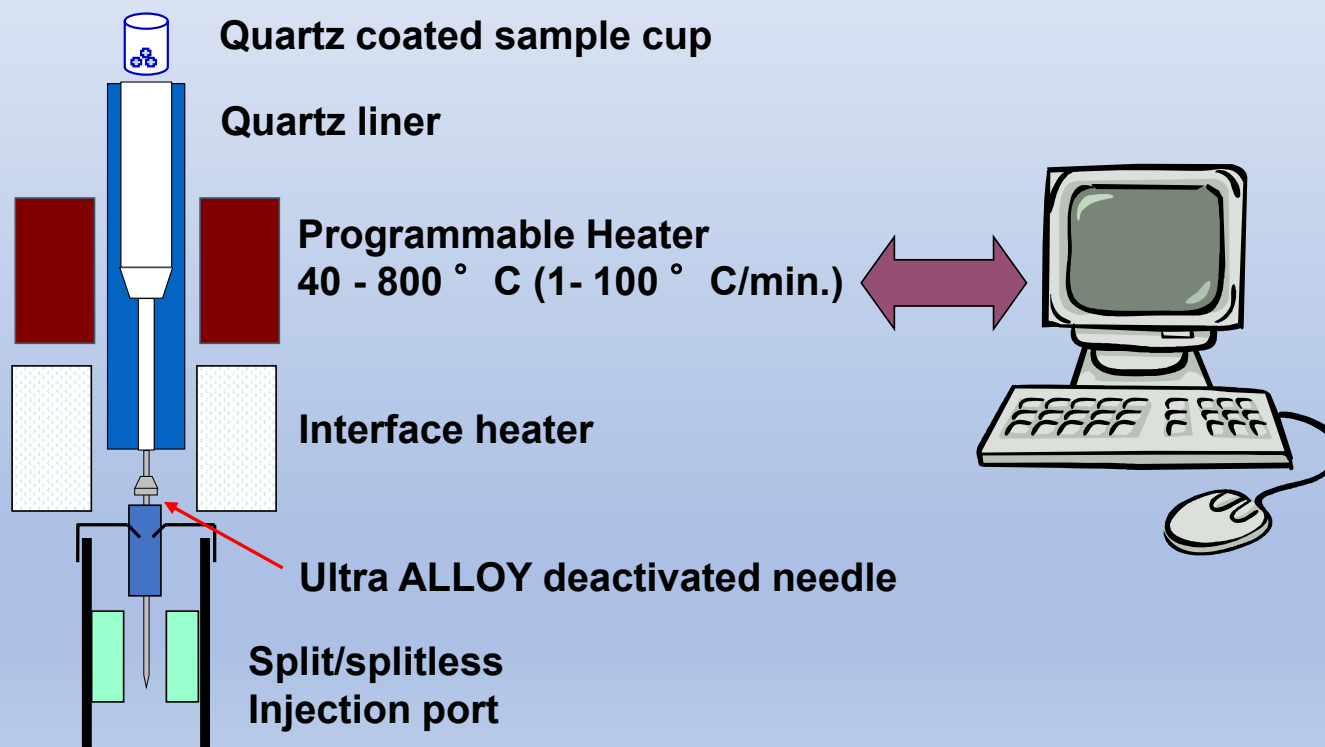 Quartz coated sample cup
Quartz liner
Programmable Heater
40 - 800 ° C (1- 100 ° C/min.)
Interface heater
Ultra ALLOY deactivated needle
Split/splitless
Injection port